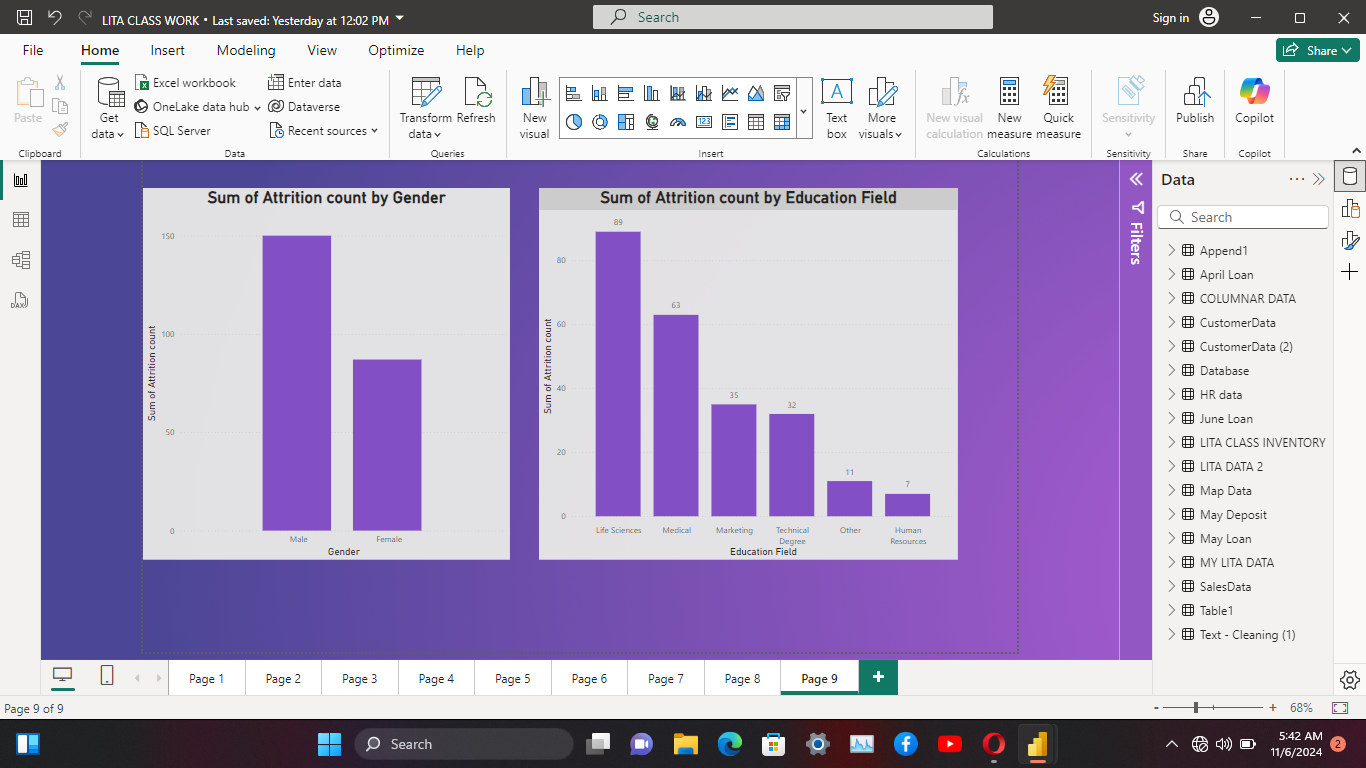 LITA CLASS WORK • Last saved: Yesterday at 12:02 PM
Search
Sign in
File
Home
Insert
Modeling
View
Optimize
Help
Share
Paste
Clipboard
Get data
Excel workbook
OneLake data hub
SQL Server
Enter data
Dataverse
Recent sources
Data
Transform data
Refresh
Queries
New visual
Text box
More visuals
Insert
New visual calculation
New measure
Quick measure
Calculations
Sensitivity
Sensitivity
Publish
Share
Copilot
Copilot
DAX
Sum of Attrition count by Gender
Sum of Attrition count
150
100
50
0
Male
Female
Gender
Sum of Attrition count by Education Field
Sum of Attrition count
80
60
40
20
0
89
63
35
32
11
7
Life Sciences
Medical
Marketing
Technical Degree
Other
Human Resources
Education Field
Filters
Data
Search
Append1
April Loan
COLUMNAR DATA
CustomerData
CustomerData (2)
Database
HR data
June Loan
LITA CLASS INVENTORY
LITA DATA 2
Map Data
May Deposit
May Loan
MY LITA DATA
SalesData
Table1
Text - Cleaning (1)
Page 1
Page 2
Page 3
Page 4
Page 5
Page 6
Page 7
Page 8
Page 9
Page 9 of 9
68%
Search
5:42 AM
11/6/2024
2